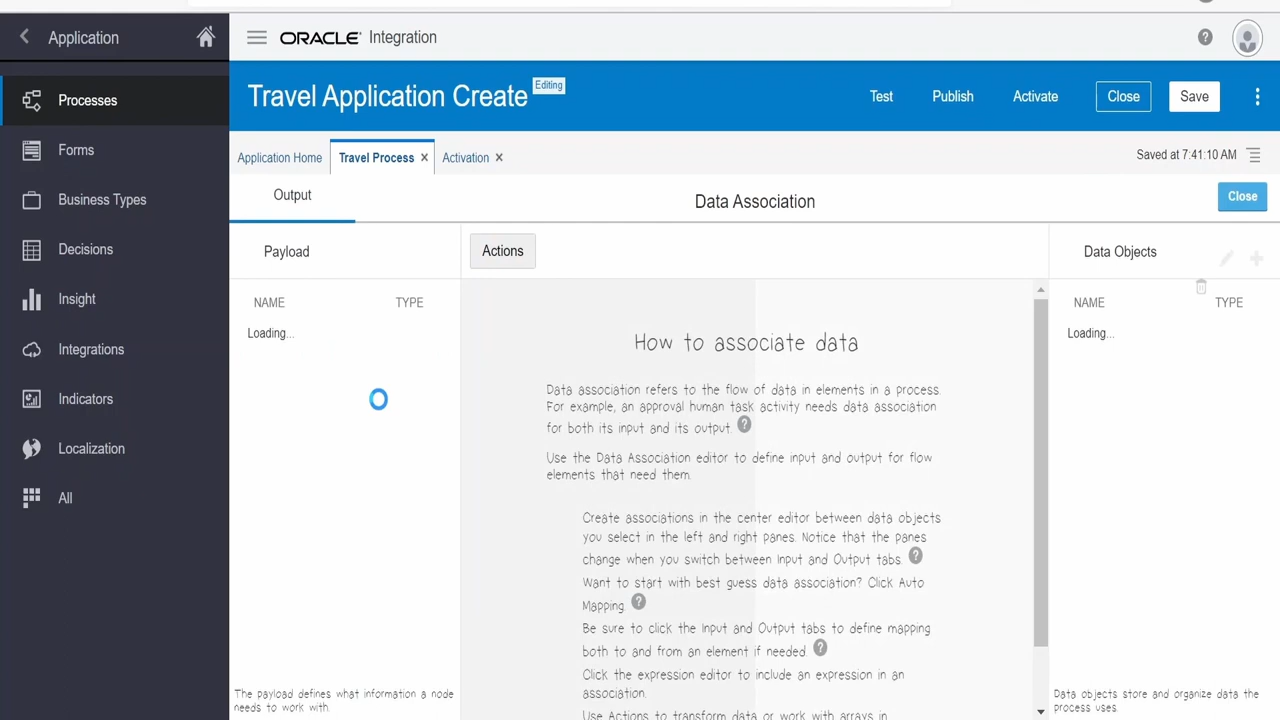 Application
ORACLE Integration
Processes
Forms
Business Types
Decisions
Insight
Integrations
Indicators
Localization
All
Travel Application Create Editing
Test
Publish
Activate
Close
Save
Application Home
Travel Process
Activation
Saved at 7:41:10 AM
Output
Data Association
Close
Payload
Actions
Data Objects
NAME TYPE
Loading...
How to associate data
Data association refers to the flow of data in elements in a process.
For example, an approval human task activity needs data association
for both its input and its output.
Use the Data Association editor to define input and output for flow
elements that need them.
Create associations in the center editor between data objects
you select in the left and right panes. Notice that the panes
change when you switch between Input and Output tabs.
Want to start with best guess data association? Click Auto
Mapping.
Be sure to click the Input and Output tabs to define mapping
both to and from an element if needed.
Click the expression editor to include an expression in an
association.
Use Actions to transform data or work with arrays in
NAME TYPE
Loading...
The payload defines what information a node
needs to work with.
Data objects store and organize data the
process uses.